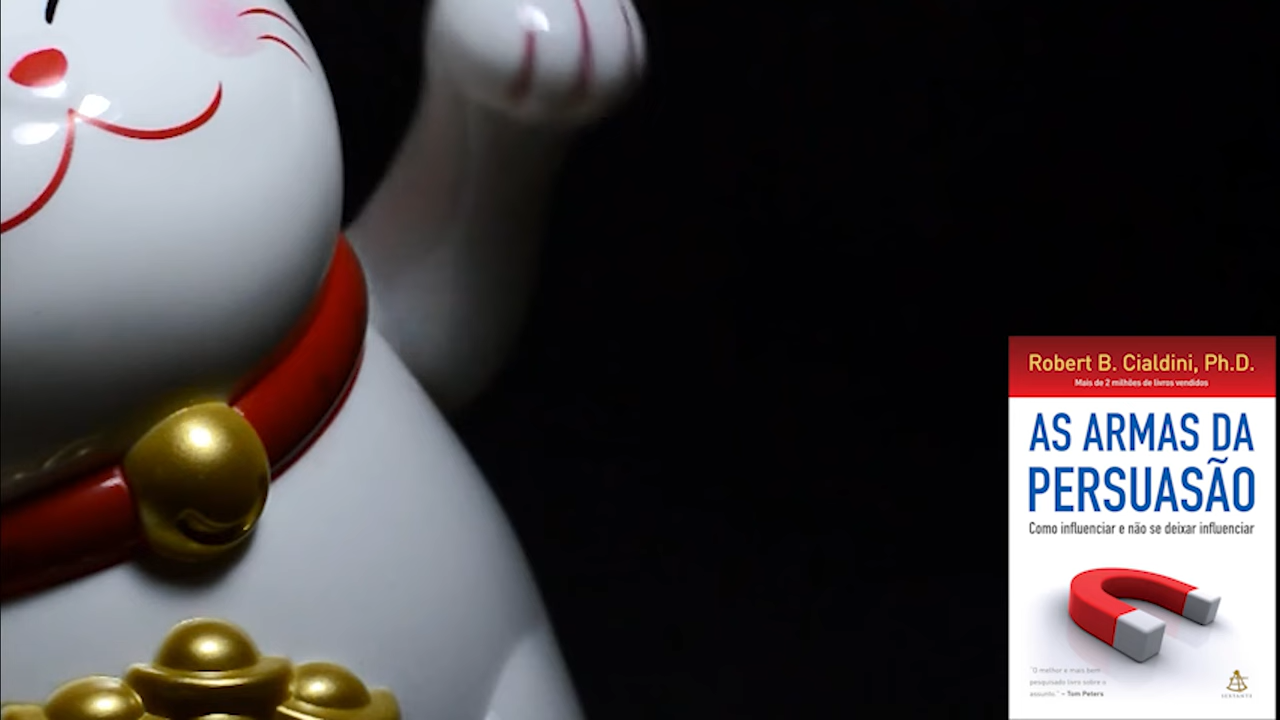 Robert B. Cialdini, Ph.D.
Mais de 2 milhões de livros vendidos
AS ARMAS DA
PERSUASÃO
Como influenciar e não se deixar influenciar
"O melhor e mais bem
pesquisado livro sobre o
assunto." – Tom Peters
SEXTANTE